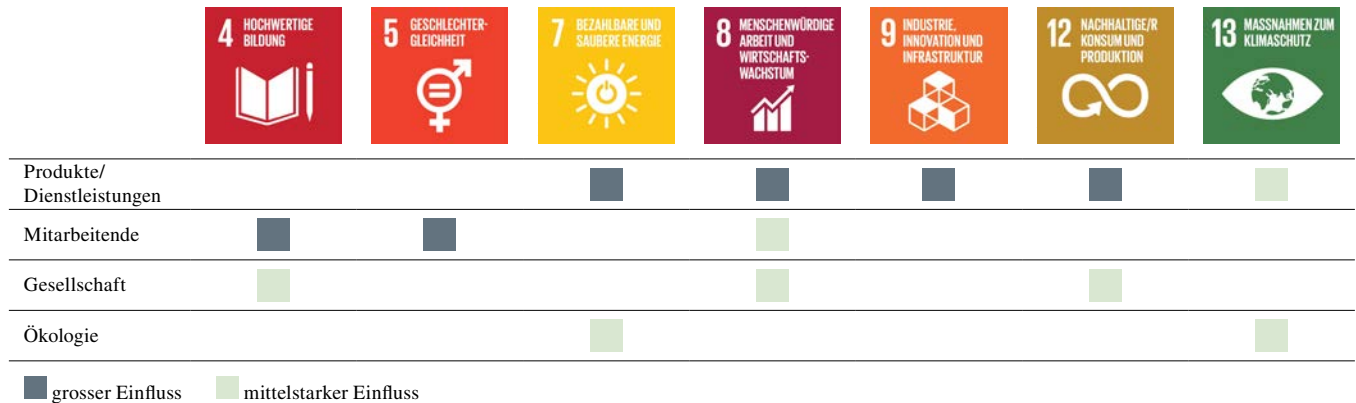 4 HOCHWERTIGE
BILDUNG
5 GESCHLECHTER-
GLEICHHEIT
7 BEZAHLBARE UND
SAUBERE ENERGIE
8 MENSCHENWÜRDIGE
ARBEIT UND
WIRTSCHAFTS-
WACHSTUM
9 INDUSTRIE,
INNOVATION UND
INFRASTRUKTUR
12 NACHHALTIGE/R
KONSUM UND
PRODUKTION
13 MASSNAHMEN ZUM
KLIMASCHUTZ
Produkte/
Dienstleistungen
Mitarbeitende
Gesellschaft
Ökologie
grosser Einfluss
mittelstarker Einfluss